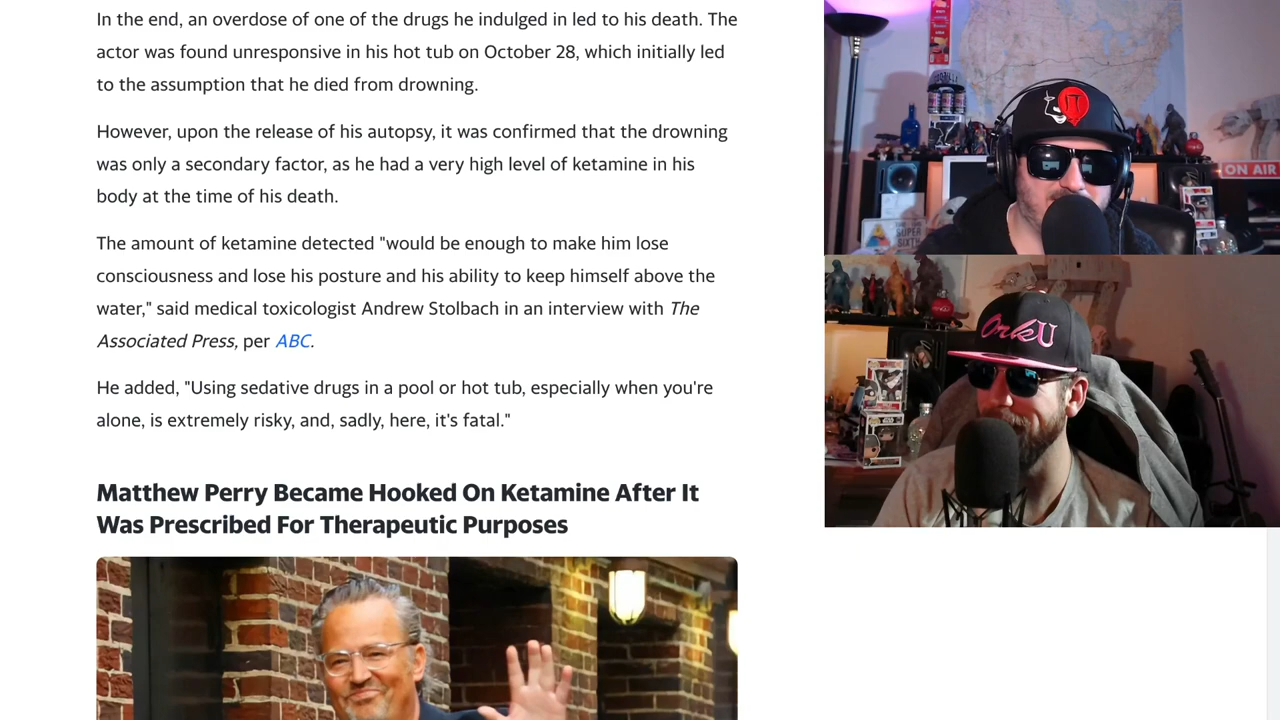 In the end, an overdose of one of the drugs he indulged in led to his death. The
actor was found unresponsive in his hot tub on October 28, which initially led
to the assumption that he died from drowning.
However, upon the release of his autopsy, it was confirmed that the drowning
was only a secondary factor, as he had a very high level of ketamine in his
body at the time of his death.
The amount of ketamine detected "would be enough to make him lose
consciousness and lose his posture and his ability to keep himself above the
water," said medical toxicologist Andrew Stolbach in an interview with The
Associated Press, per ABC.
He added, "Using sedative drugs in a pool or hot tub, especially when you're
alone, is extremely risky, and, sadly, here, it's fatal."
Matthew Perry Became Hooked On Ketamine After It
Was Prescribed For Therapeutic Purposes
IT
ON AIR
SUPER
SIXTH
OrkU